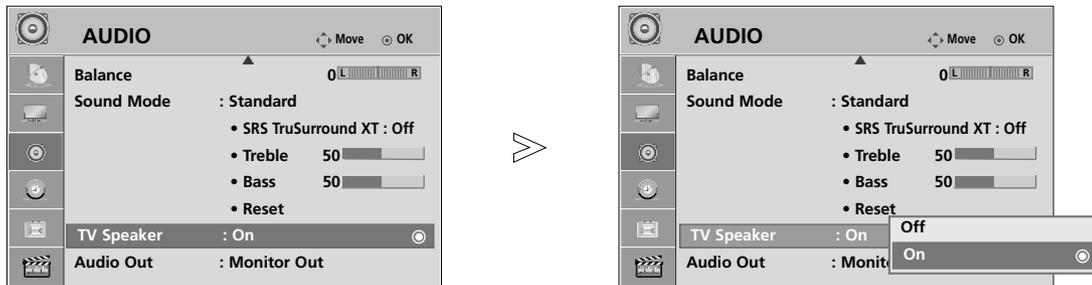 AUDIO Move OK
Balance 0 L R
Sound Mode : Standard
• SRS TruSurround XT : Off
• Treble 50
• Bass 50
• Reset
TV Speaker : On
Audio Out : Monitor Out
AUDIO Move OK
Balance 0 L R
Sound Mode : Standard
• SRS TruSurround XT : Off
• Treble 50
• Bass 50
• Reset
TV Speaker : On
Audio Out : Monit
Off
On